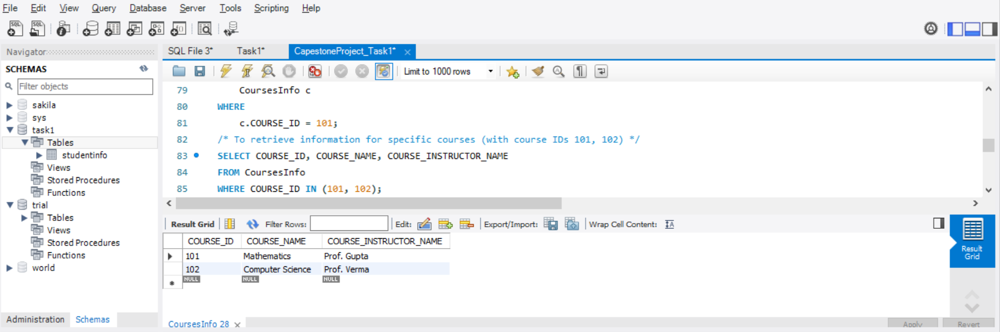 File Edit View Query Database Server Tools Scripting Help
SQL SQL
Navigator
SCHEMAS
Filter objects
sakila
sys
task1
Tables
studentinfo
Views
Stored Procedures
Functions
trial
Tables
Views
Stored Procedures
Functions
world
Administration Schemas
SQL File 3* Task1* CapestoneProject_Task1*
Limit to 1000 rows
79 CoursesInfo c
80 WHERE
81 c.COURSE_ID = 101;
82 /* To retrieve information for specific courses (with course IDs 101, 102) */
83 SELECT COURSE_ID, COURSE_NAME, COURSE_INSTRUCTOR_NAME
84 FROM CoursesInfo
85 WHERE COURSE_ID IN (101, 102);
Result Grid Filter Rows: Edit: Export/Import: Wrap Cell Content:
COURSE_ID COURSE_NAME COURSE_INSTRUCTOR_NAME
101 Mathematics Prof. Gupta
102 Computer Science Prof. Verma
NULL NULL NULL
Result
Grid
CoursesInfo 28
Apply Revert